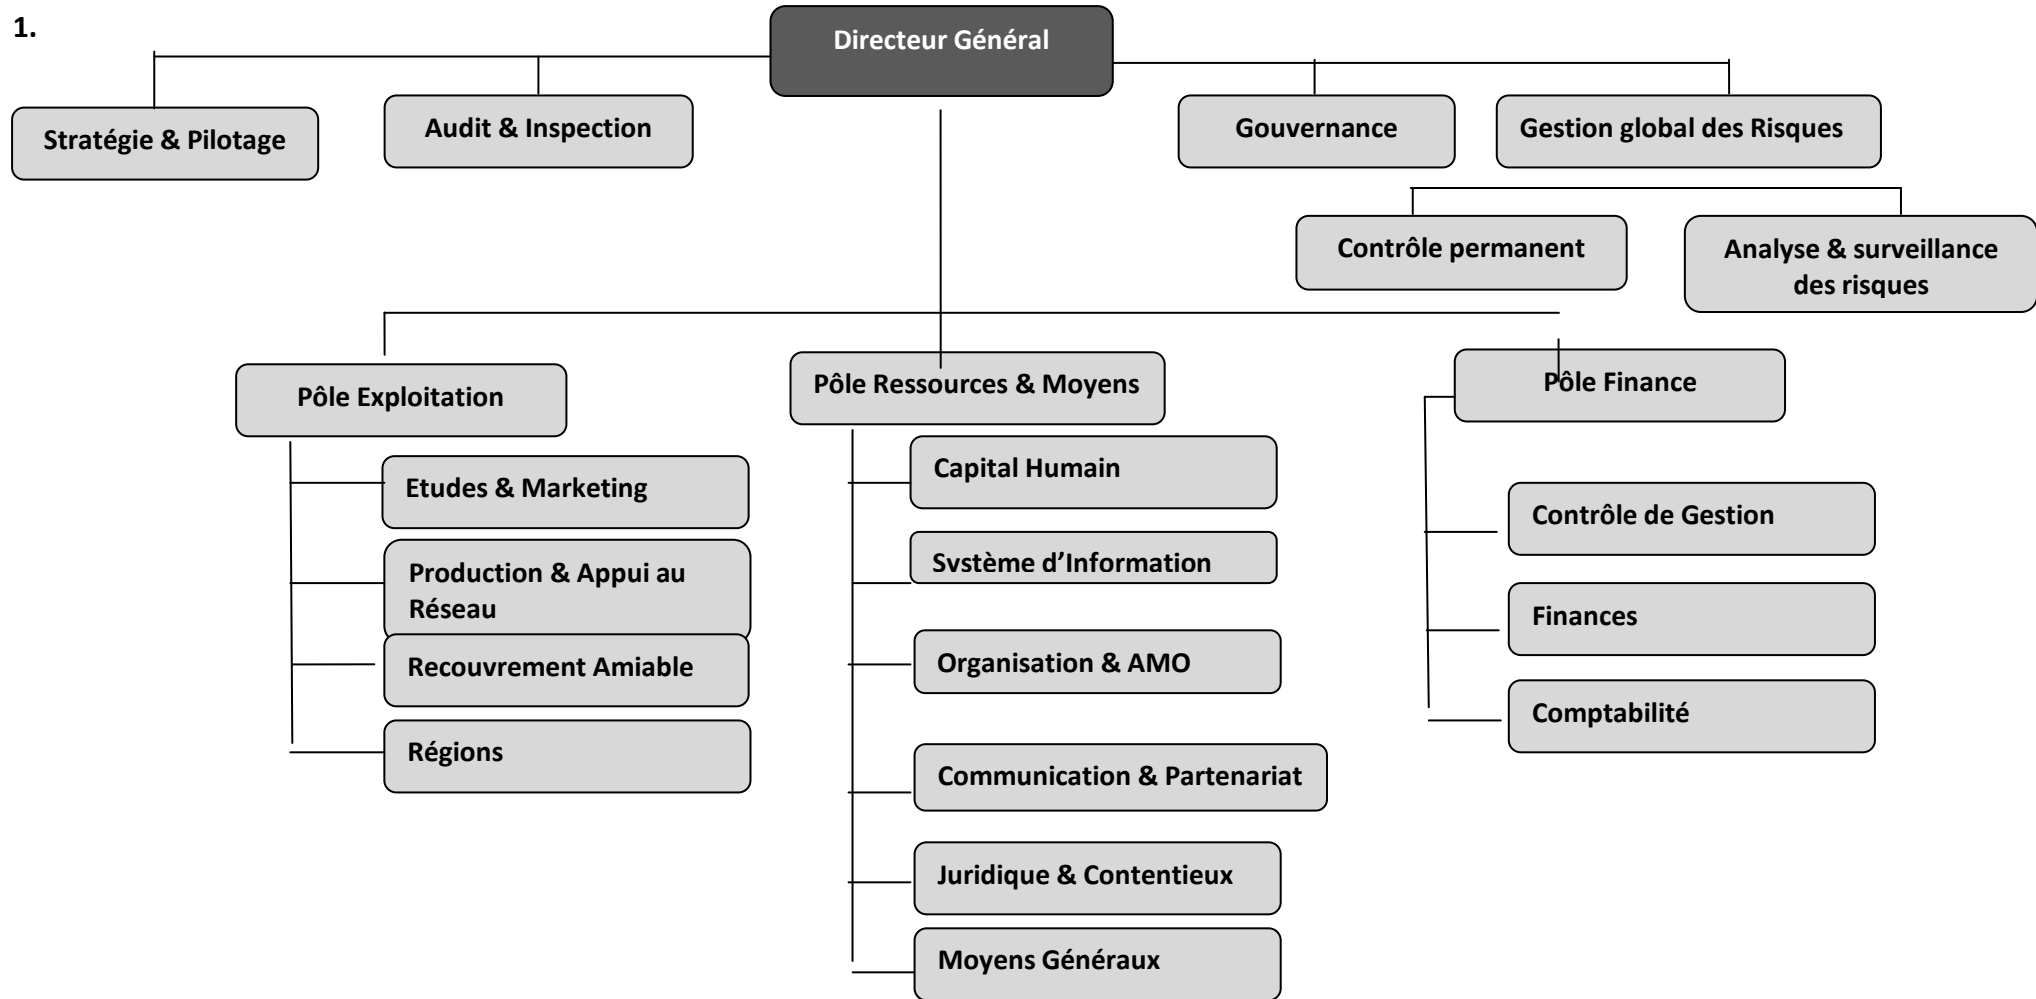 1.
Directeur Général
Stratégie & Pilotage
Audit & Inspection
Gouvernance
Gestion global des Risques
Contrôle permanent
Analyse & surveillance
des risques
Pôle Exploitation
Pôle Ressources & Moyens
Pôle Finance
Etudes & Marketing
Production & Appui au
Réseau
Recouvrement Amiable
Régions
Capital Humain
Système d’Information
Organisation & AMO
Communication & Partenariat
Juridique & Contentieux
Moyens Généraux
Contrôle de Gestion
Finances
Comptabilité